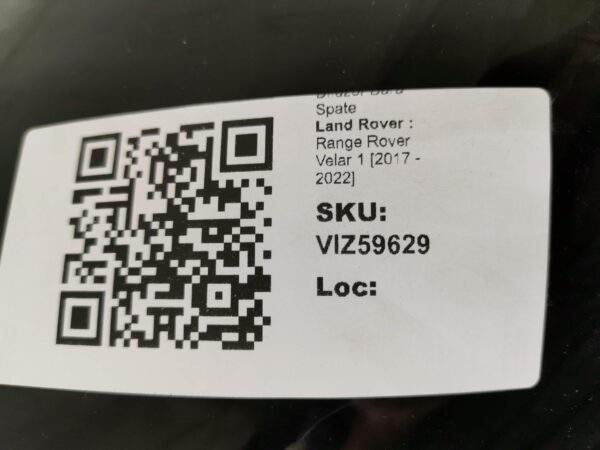 Spate
Land Rover :
Range Rover
Velar 1 [2017 -
2022]
SKU:
VIZ59629
Loc: